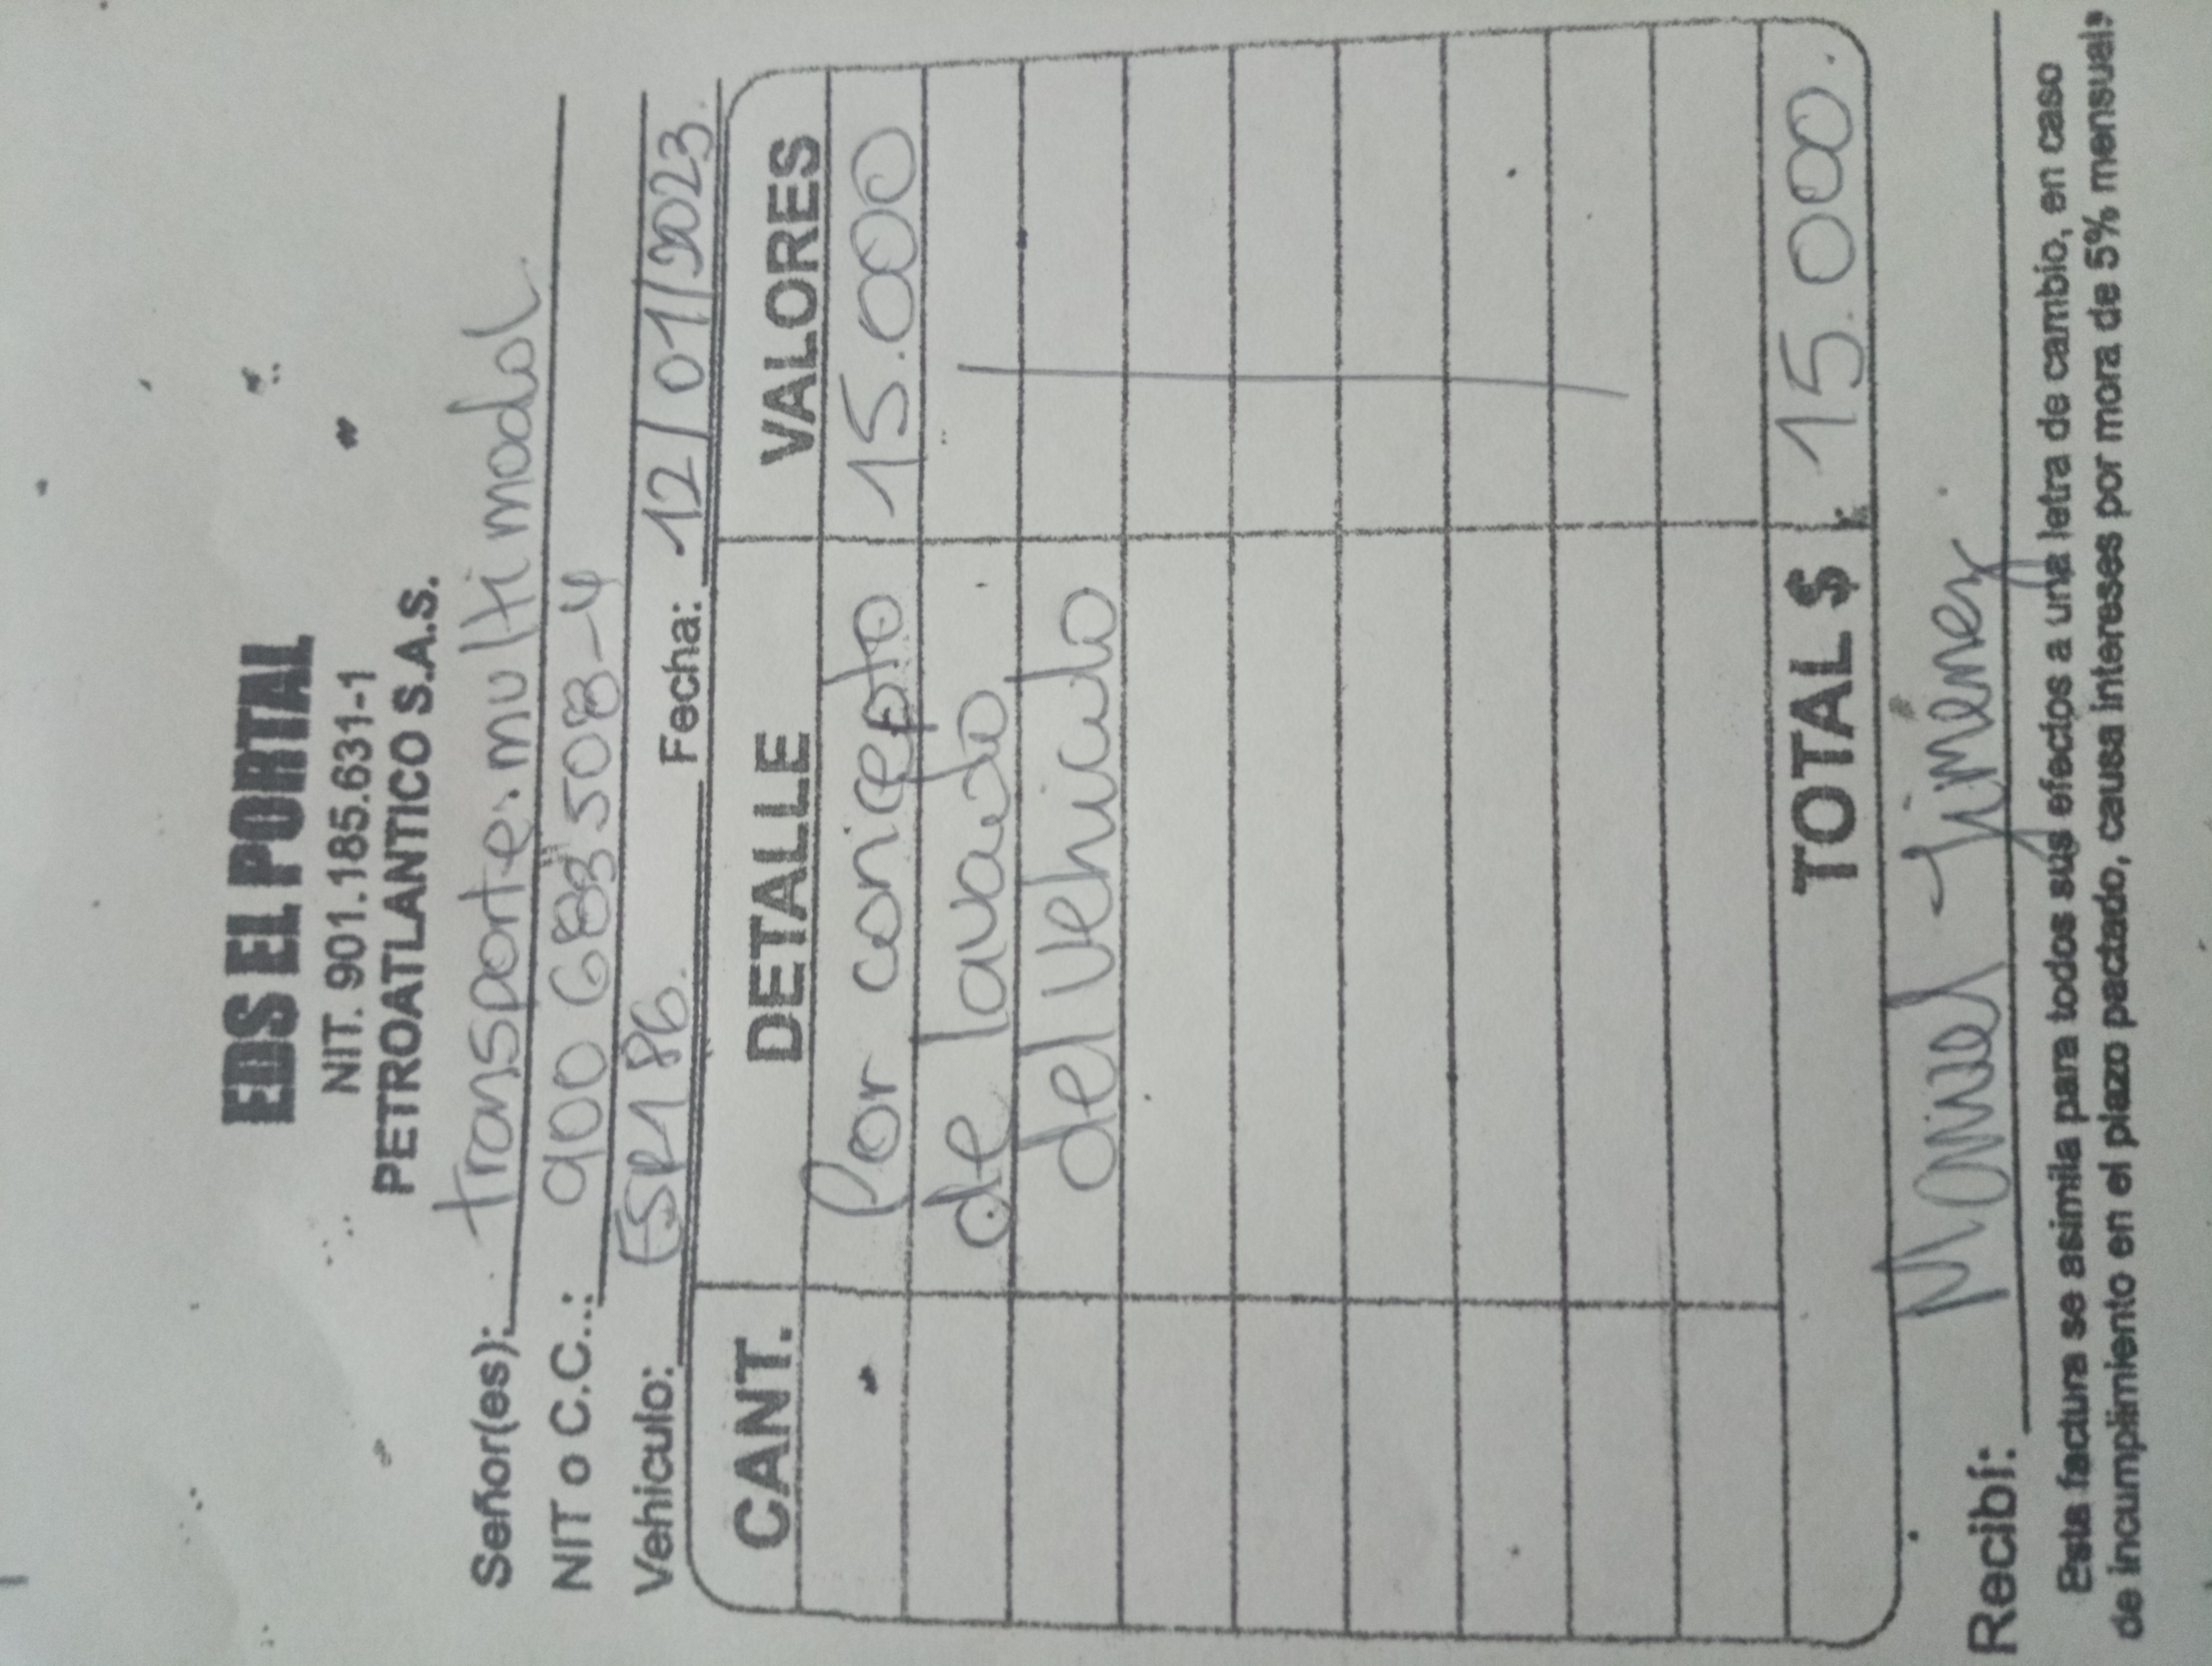 EDS EL PORTAL
NIT. 901.185.631-1
PETROATLANTICO S.A.S.
Señor(es): transporte. multimodal
NIT o C.C..: 900 6883508-4
Vehiculo: ESR186. Fecha: 12/01/2023.
CANT. DETALLE VALORES
Por concepto 15.000
de lavado
del vehiculo
TOTAL $ 15.000.
Recibí: Manuel Jiménez
Esta factura se asimila para todos sus efectos a una letra de cambio, en caso
de incumplimiento en el plazo pactado, causa intereses por mora de 5% mensuals